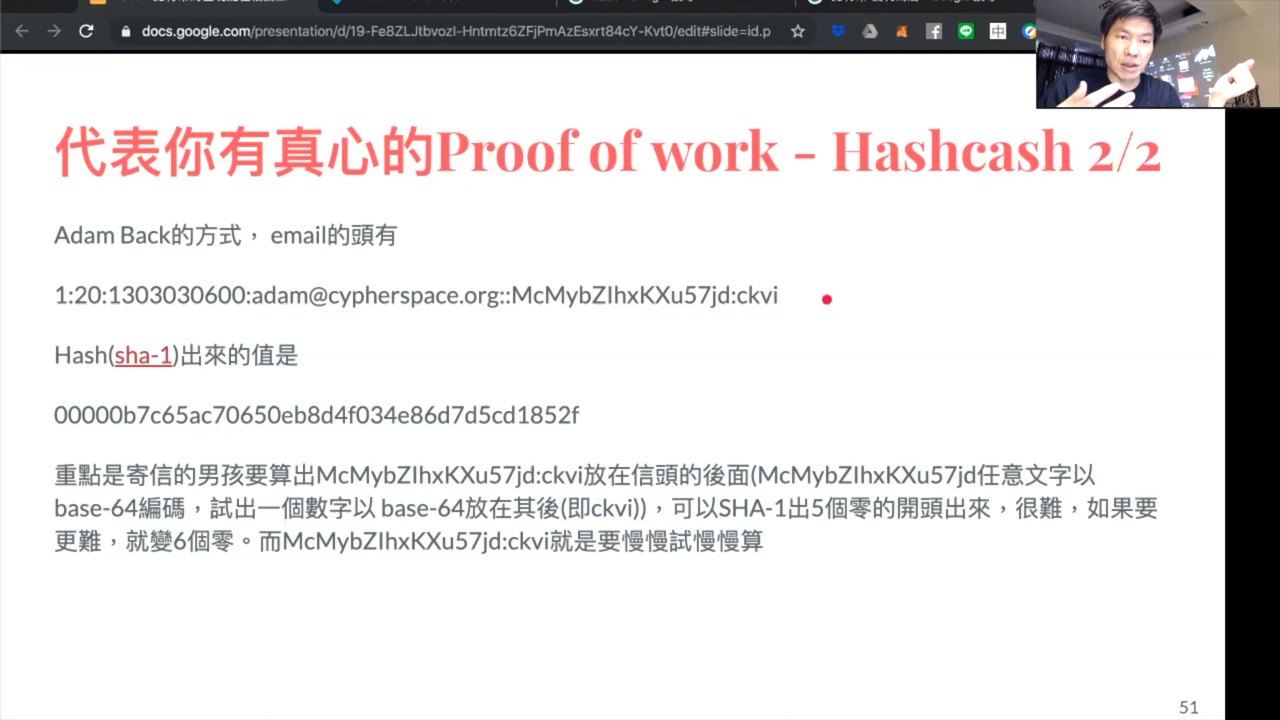 docs.google.com/presentation/d/19-Fe8ZLJtbvozl-Hntmtz6ZFjPmAzEsxrt84cY-Kvt0/edit#slide=id.p
中
代表你有真心的Proof of work - Hashcash 2/2
Adam Back的方式， email的頭有
1:20:1303030600:adam@cypherspace.org::McMybZIhxKXu57jd:ckvi
Hash(sha-1)出來的值是
00000b7c65ac70650eb8d4f034e86d7d5cd1852f
重點是寄信的男孩要算出McMybZIhxKXu57jd:ckvi放在信頭的後面(McMybZIhxKXu57jd任意文字以
base-64編碼，試出一個數字以 base-64放在其後(即ckvi))，可以SHA-1出5個零的開頭出來，很難，如果要
更難，就變6個零。而McMybZIhxKXu57jd:ckvi就是要慢慢試慢慢算
51